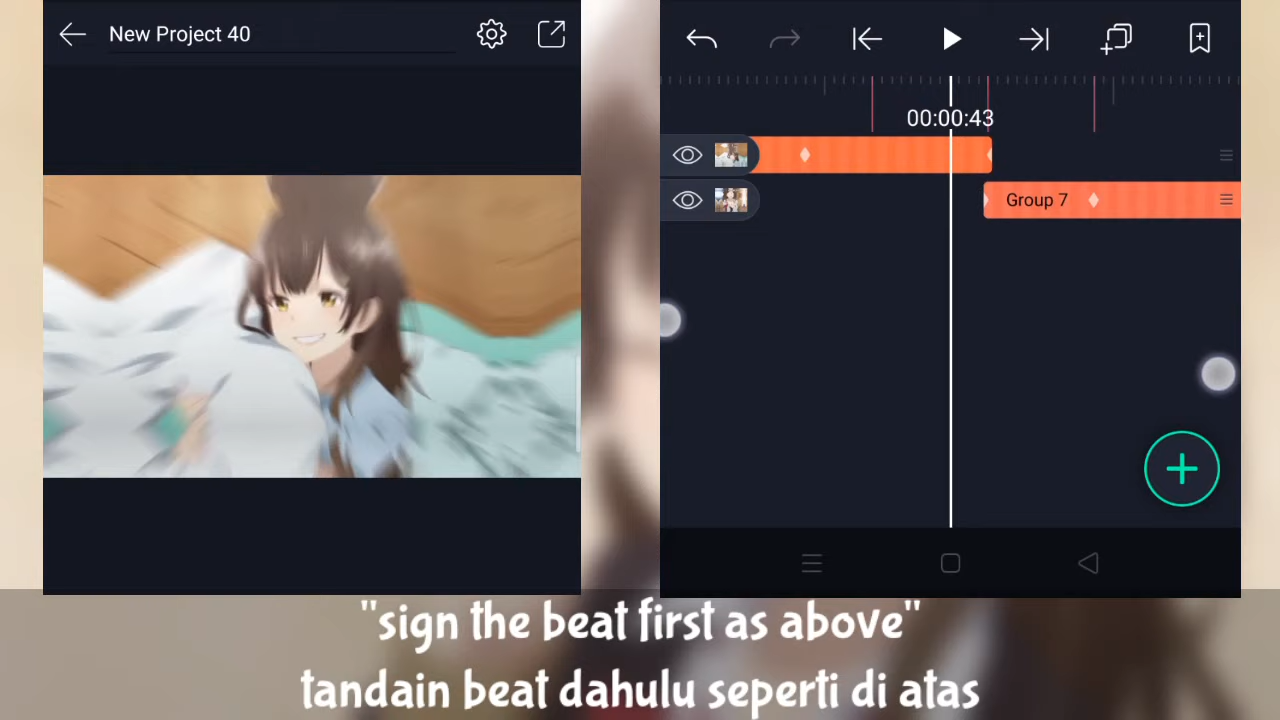 New Project 40
00:00:43
Group 7
"sign the beat first as above"
tandain beat dahulu seperti di atas